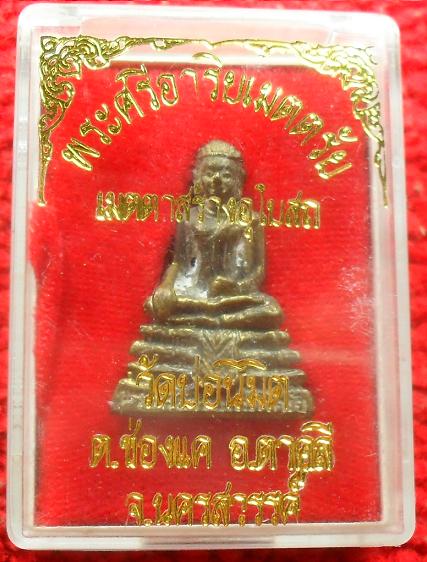 พระศรีอาริยเมตตรัย
เมตตาสร้างอุโบสถ
วัดบ่อนิมิต
ต.ช่องแค อ.ตาคลี
จ.นครสวรรค์